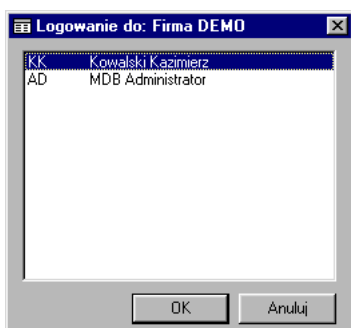 Logowanie do: Firma DEMO
KK Kowalski Kazimierz
AD MDB Administrator
OK Anuluj